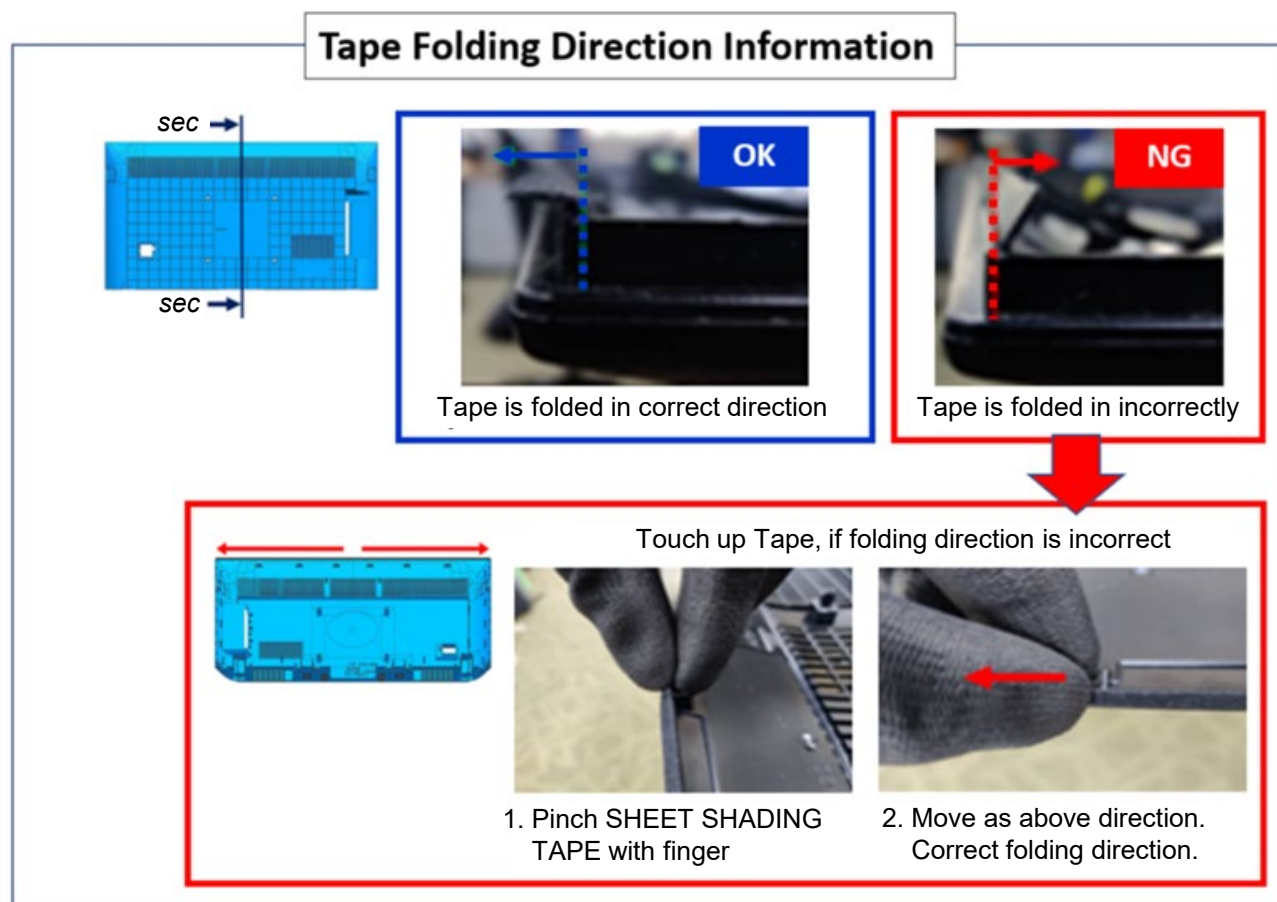 Tape Folding Direction Information
sec
sec
OK
Tape is folded in correct direction
NG
Tape is folded in incorrectly
Touch up Tape, if folding direction is incorrect
1. Pinch SHEET SHADING
TAPE with finger
2. Move as above direction.
Correct folding direction.